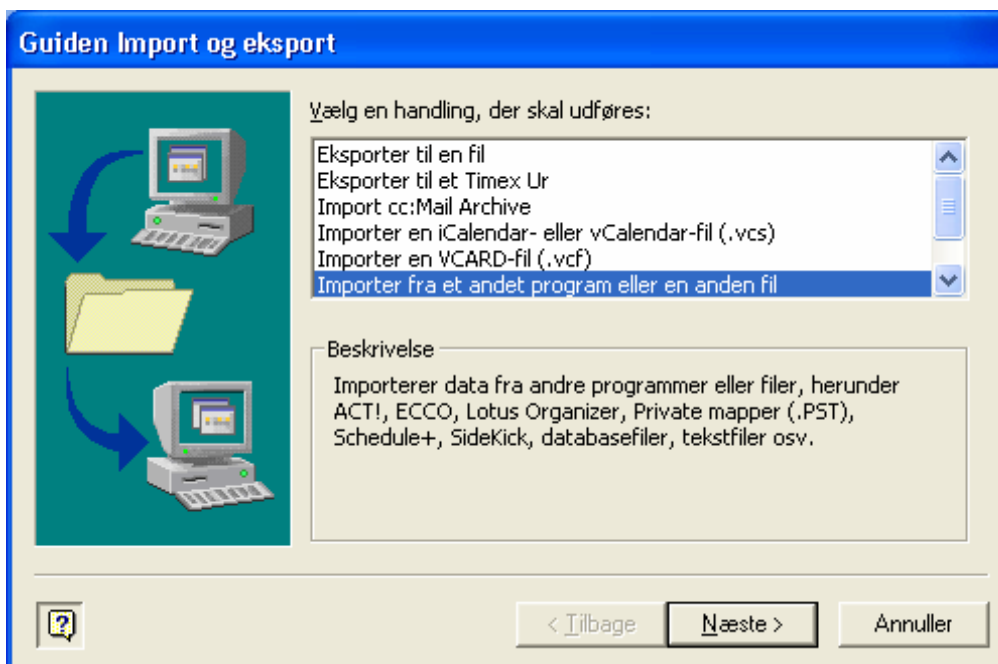 Guiden Import og eksport
Vælg en handling, der skal udføres:
Eksporter til en fil
Eksporter til et Timex Ur
Import cc:Mail Archive
Importer en iCalendar- eller vCalendar-fil (.vcs)
Importer en VCARD-fil (.vcf)
Importer fra et andet program eller en anden fil
Beskrivelse
Importerer data fra andre programmer eller filer, herunder
ACT!, ECCO, Lotus Organizer, Private mapper (.PST),
Schedule+, SideKick, databasefiler, tekstfiler osv.
?
< Tilbage
Næste >
Annuller